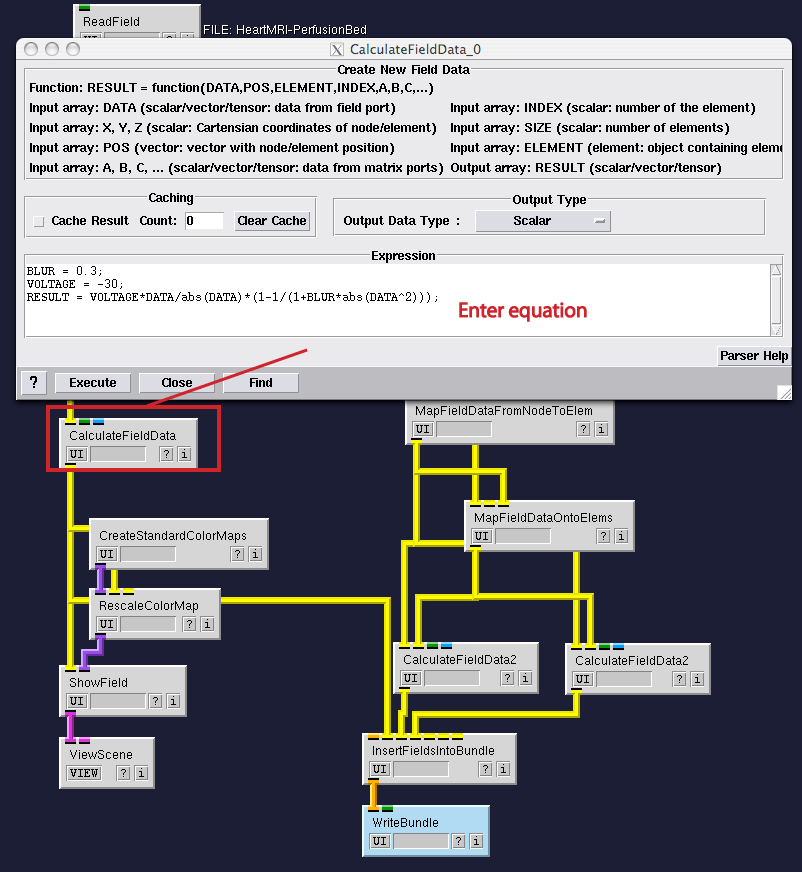 ReadField
UI
FILE: HeartMRI-PerfusionBed
CalculateFieldData_0
Create New Field Data
Function: RESULT = function(DATA,POS,ELEMENT,INDEX,A,B,C,...)
Input array: DATA (scalar/vector/tensor: data from field port)
Input array: INDEX (scalar: number of the element)
Input array: X, Y, Z (scalar: Cartensian coordinates of node/element)
Input array: SIZE (scalar: number of elements)
Input array: POS (vector: vector with node/element position)
Input array: ELEMENT (element: object containing eleme
Input array: A, B, C, ... (scalar/vector/tensor: data from matrix ports)
Output array: RESULT (scalar/vector/tensor)
Caching
Cache Result Count: 0 Clear Cache
Output Type
Output Data Type : Scalar
Expression
BLUR = 0.3;
VOLTAGE = -30;
RESULT = VOLTAGE*DATA/abs(DATA)*(1-1/(1+BLUR*abs(DATA^2)));
Enter equation
Parser Help
? Execute Close Find
CalculateFieldData
UI ? i
MapFieldDataFromNodeToElem
UI ? i
MapFieldDataOntoElems
UI ? i
CreateStandardColorMaps
UI ? i
RescaleColorMap
UI ? i
CalculateFieldData2
UI ? i
CalculateFieldData2
UI ? i
ShowField
UI ? i
ViewScene
VIEW ? i
InsertFieldsIntoBundle
UI ? i
WriteBundle
UI ? i